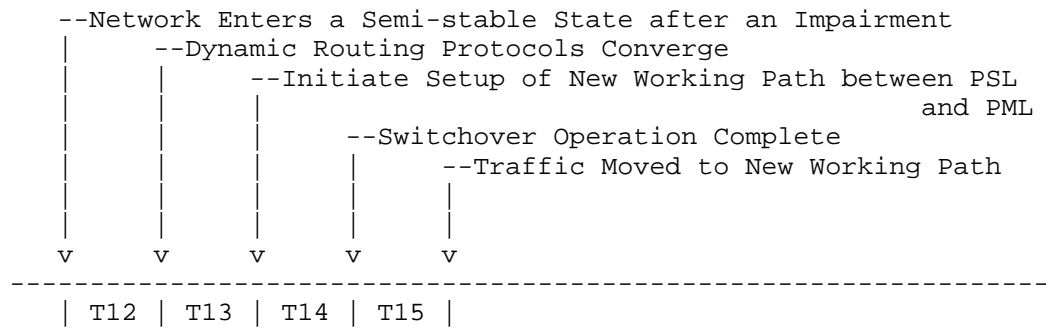 --Network Enters a Semi-stable State after an Impairment
| --Dynamic Routing Protocols Converge
| | --Initiate Setup of New Working Path between PSL
| | | and PML
| | | --Switchover Operation Complete
| | | | --Traffic Moved to New Working Path
| | | | |
| | | | |
v v v v v
-----------------------------------------------------------------
| T12 | T13 | T14 | T15 |